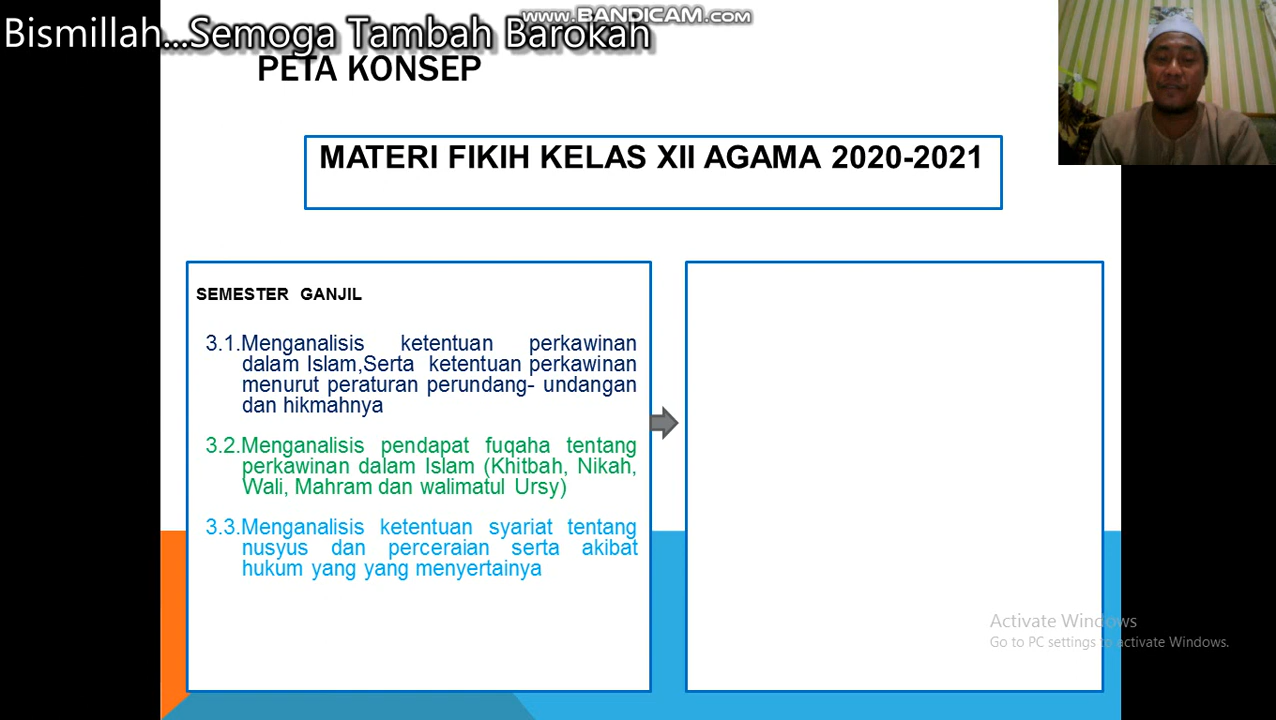 www.BANDICAM.com
Bismillah...Semoga Tambah Barokah
PETA KONSEP
MATERI FIKIH KELAS XII AGAMA 2020-2021
SEMESTER GANJIL
3.1.Menganalisis ketentuan perkawinan
dalam Islam,Serta ketentuan perkawinan
menurut peraturan perundang- undangan
dan hikmahnya
3.2.Menganalisis pendapat fuqaha tentang
perkawinan dalam Islam (Khitbah, Nikah,
Wali, Mahram dan walimatul Ursy)
3.3.Menganalisis ketentuan syariat tentang
nusyus dan perceraian serta akibat
hukum yang yang menyertainya
Activate Windows
Go to PC settings to activate Windows.